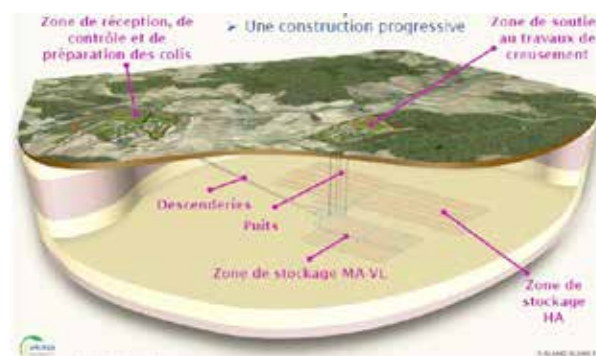 Zone de réception, de
contrôle et de
préparation des colis
➤ Une construction progressive
Zone de soutie
au travaux de
creusement
Descenderies
Puits
Zone de stockage MA-VL
Zone de
stockage
HA